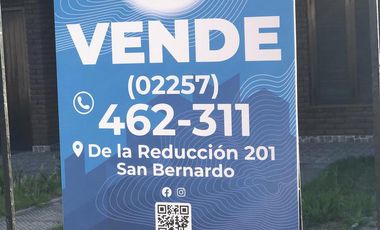 VENDE
(02257)
462-311
De la Reducción 201
San Bernardo